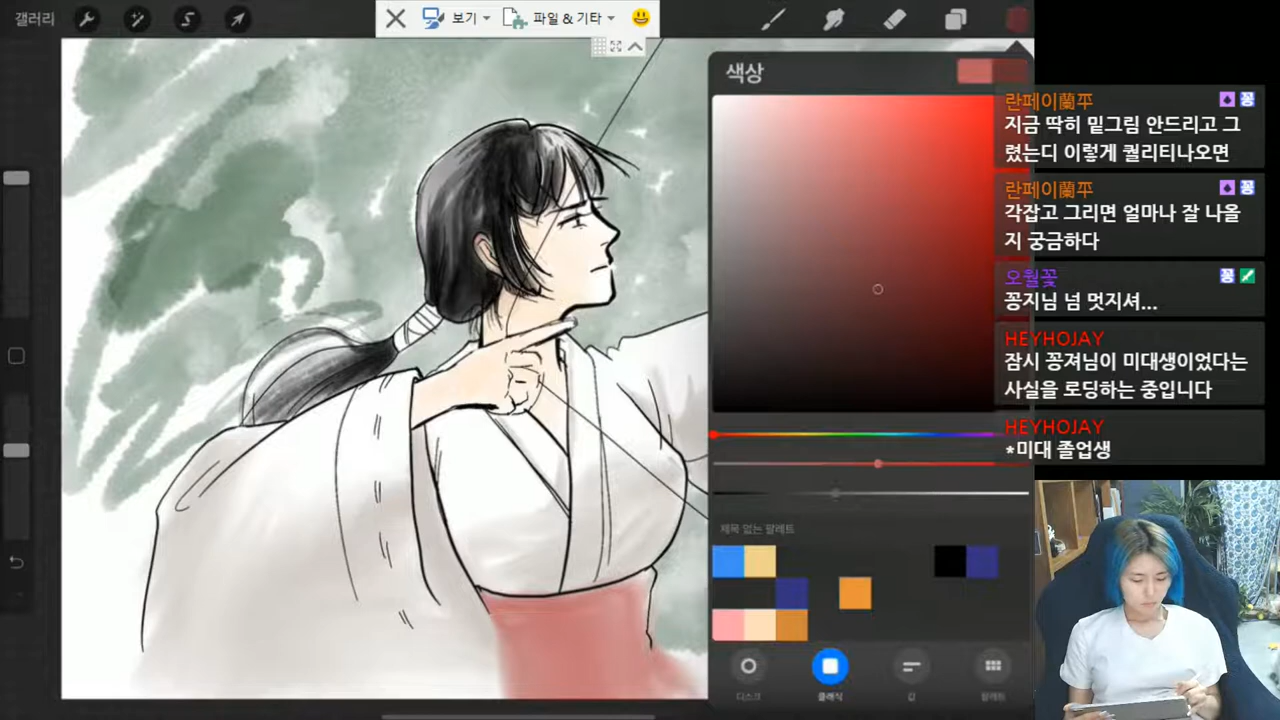 갤러리
보기
파일 & 기타
색상
제목 없는 팔레트
디스크
클래식
값
팔레트
란페이蘭平
지금 딱히 밑그림 안드리고 그
렸는디 이렇게 퀄리티나오면
란페이蘭平
각잡고 그리면 얼마나 잘 나올
지 궁금하다
오월꽃
꽁지님 넘 멋지셔...
HEYHOJAY
잠시 꽁져님이 미대생이었다는
사실을 로딩하는 중입니다
HEYHOJAY
*미대 졸업생